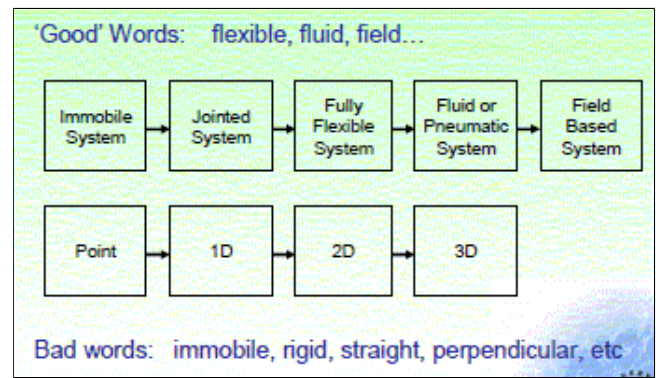 ‘Good’ Words: flexible, fluid, field…
Immobile
System
Jointed
System
Fully
Flexible
System
Fluid or
Pneumatic
System
Field
Based
System
Point
1D
2D
3D
Bad words: immobile, rigid, straight, perpendicular, etc